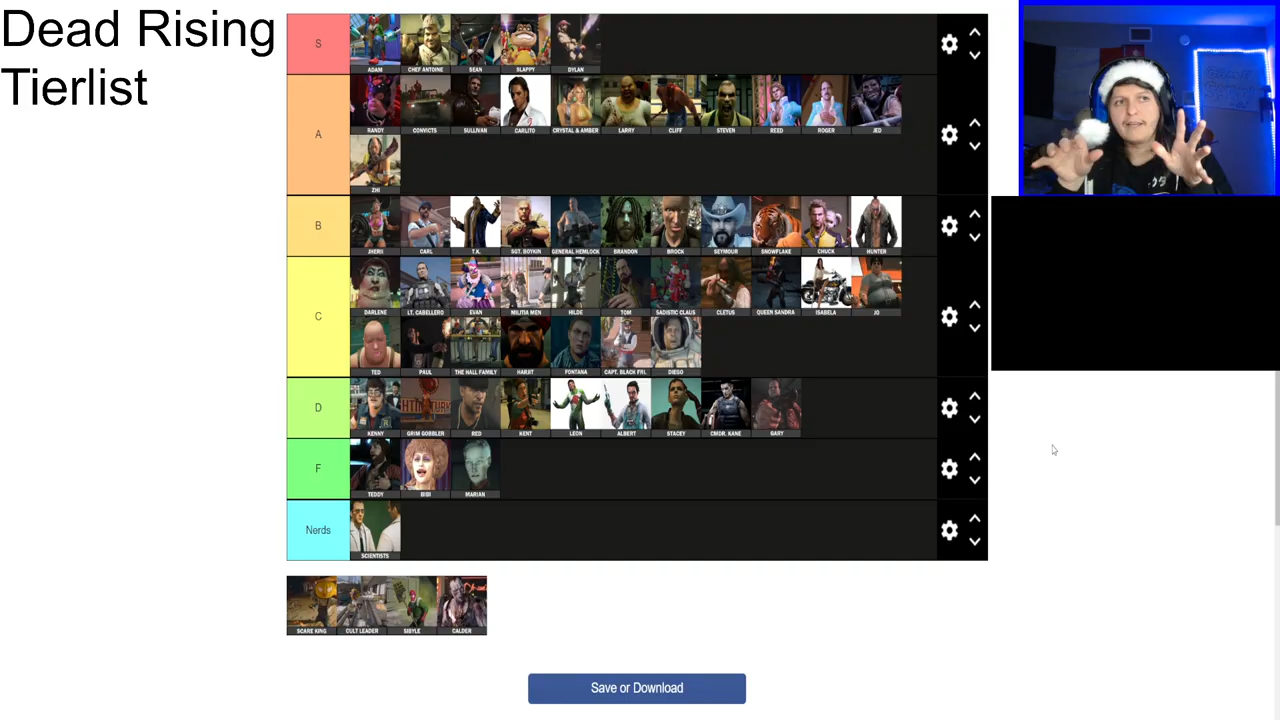 Dead Rising
Tierlist
S
ADAM CHEF ANTOINE SEAN SLAPPY DYLAN
A
RANDY CONVICTS SULLIVAN CARLITO CRYSTAL & AMBER LARRY CLIFF STEVEN REED ROGER JED
ZHI
B
JHERII CARL T.K. SGT. BOYKIN GENERAL HEMLOCK BRANDON BROCK SEYMOUR SNOWFLAKE CHUCK HUNTER
C
DARLENE LT. CABELLERO EVAN MILITIA MEN HILDE TOM SADISTIC CLAUS CLETUS QUEEN SANDRA ISABELA JO
TED PAUL THE HALL FAMILY HARJIT FONTANA CAPT. BLACK FRI. DIEGO
D
KENNY GRIM GOBBLER RED KENT LEON ALBERT STACEY CMDR. KANE GARY
F
TEDDY BIBI MARIAN
Nerds
SCIENTISTS
SCARE KING CULT LEADER SIBYLE CALDER
Save or Download